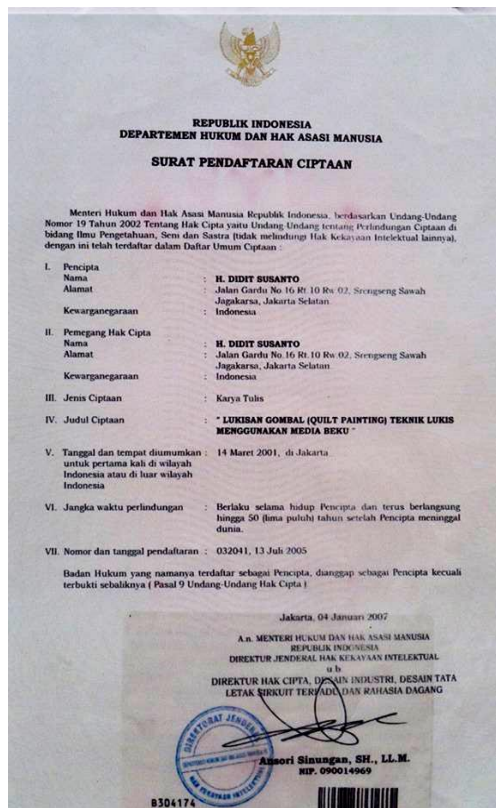 REPUBLIK INDONESIA
DEPARTEMEN HUKUM DAN HAK ASASI MANUSIA
SURAT PENDAFTARAN CIPTAAN
Menteri Hukum dan Hak Asasi Manusia Republik Indonesia, berdasarkan Undang-Undang
Nomor 19 Tahun 2002 Tentang Hak Cipta yaitu Undang-Undang tentang Perlindungan Ciptaan di
bidang Ilmu Pengetahuan, Seni dan Sastra (tidak melindungi Hak Kekayaan Intelektual lainnya),
dengan ini telah terdaftar dalam Daftar Umum Ciptaan :
I. Pencipta
Nama : H. DIDIT SUSANTO
Alamat : Jalan Gardu No.16 Rt.10 Rw.02, Srengseng Sawah
Jagakarsa, Jakarta Selatan
Kewarganegaraan : Indonesia
II. Pemegang Hak Cipta
Nama : H. DIDIT SUSANTO
Alamat : Jalan Gardu No.16 Rt.10 Rw.02, Srengseng Sawah
Jagakarsa, Jakarta Selatan
Kewarganegaraan : Indonesia
III. Jenis Ciptaan : Karya Tulis
IV. Judul Ciptaan : " LUKISAN GOMBAL (QUILT PAINTING) TEKNIK LUKIS
MENGGUNAKAN MEDIA BEKU "
V. Tanggal dan tempat diumumkan : 14 Maret 2001, di Jakarta
untuk pertama kali di wilayah
Indonesia atau di luar wilayah
Indonesia
VI. Jangka waktu perlindungan : Berlaku selama hidup Pencipta dan terus berlangsung
hingga 50 (lima puluh) tahun setelah Pencipta meninggal
dunia.
VII. Nomor dan tanggal pendaftaran : 032041, 13 Juli 2005
Badan Hukum yang namanya terdaftar sebagai Pencipta, dianggap sebagai Pencipta kecuali
terbukti sebaliknya ( Pasal 9 Undang-Undang Hak Cipta )
Jakarta, 04 Januari 2007
A.n. MENTERI HUKUM DAN HAK ASASI MANUSIA
REPUBLIK INDONESIA
DIREKTUR JENDERAL HAK KEKAYAAN INTELEKTUAL
u.b
DIREKTUR HAK CIPTA, DESAIN INDUSTRI, DESAIN TATA
LETAK SIRKUIT TERPADU DAN RAHASIA DAGANG
DIREKTORAT JENDERAL
HAK KEKAYAAN INTELEKTUAL
Ansori Sinungan, SH., LL.M.
NIP. 090014969
B304174